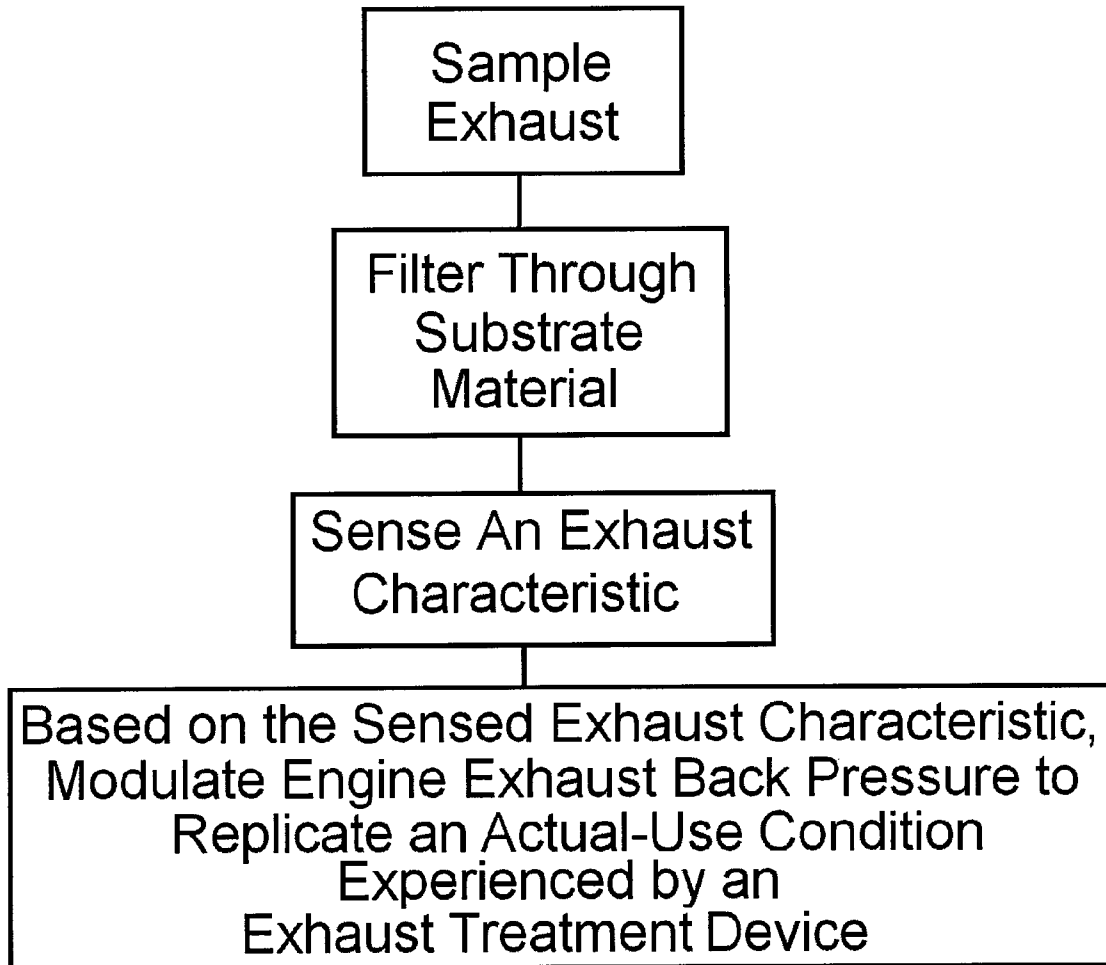 Sample
Exhaust
Filter Through
Substrate
Material
Sense An Exhaust
Characteristic
Based on the Sensed Exhaust Characteristic,
Modulate Engine Exhaust Back Pressure to
Replicate an Actual-Use Condition
Experienced by an
Exhaust Treatment Device